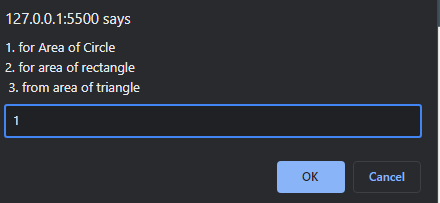 127.0.0.1:5500 says
1. for Area of Circle
2. for area of rectangle
3. from area of triangle
1
OK Cancel